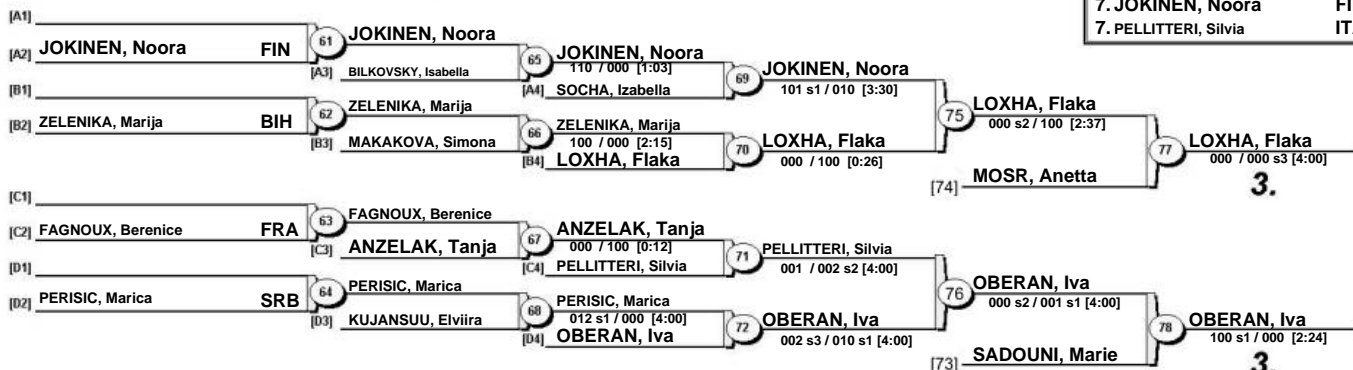 7. JOKINEN, Noora
7. PELLITTERI, Silvia
[A1]
[A2] JOKINEN, Noora FIN
61
JOKINEN, Noora
[A3] BILKOVSKY, Isabella
65
JOKINEN, Noora
110 / 000 [1:03]
[A4] SOCHA, Izabella
69
JOKINEN, Noora
101 s1 / 010 [3:30]
[B1]
[B2] ZELENIKA, Marija BIH
62
ZELENIKA, Marija
[B3] MAKAKOVA, Simona
66
ZELENIKA, Marija
100 / 000 [2:15]
[B4] LOXHA, Flaka
70
LOXHA, Flaka
000 / 100 [0:26]
75
LOXHA, Flaka
000 s2 / 100 [2:37]
[74] MOSR, Anetta
77
LOXHA, Flaka
000 / 000 s3 [4:00]
3.
[C1]
[C2] FAGNOUX, Berenice FRA
63
FAGNOUX, Berenice
[C3] ANZELAK, Tanja
67
ANZELAK, Tanja
000 / 100 [0:12]
[C4] PELLITTERI, Silvia
71
PELLITTERI, Silvia
001 / 002 s2 [4:00]
[D1]
[D2] PERISIC, Marica SRB
64
PERISIC, Marica
[D3] KUJANSUU, Elviira
68
PERISIC, Marica
012 s1 / 000 [4:00]
[D4] OBERAN, Iva
72
OBERAN, Iva
002 s3 / 010 s1 [4:00]
76
OBERAN, Iva
000 s2 / 001 s1 [4:00]
[73] SADOUNI, Marie
78
OBERAN, Iva
100 s1 / 000 [2:24]
3.